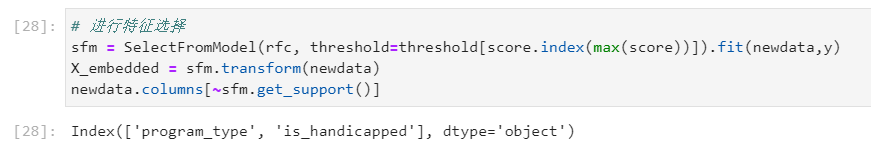 [28]: # 进行特征选择
sfm = SelectFromModel(rfc, threshold=threshold[score.index(max(score))]).fit(newdata,y)
X_embedded = sfm.transform(newdata)
newdata.columns[~sfm.get_support()]
[28]: Index(['program_type', 'is_handicapped'], dtype='object')